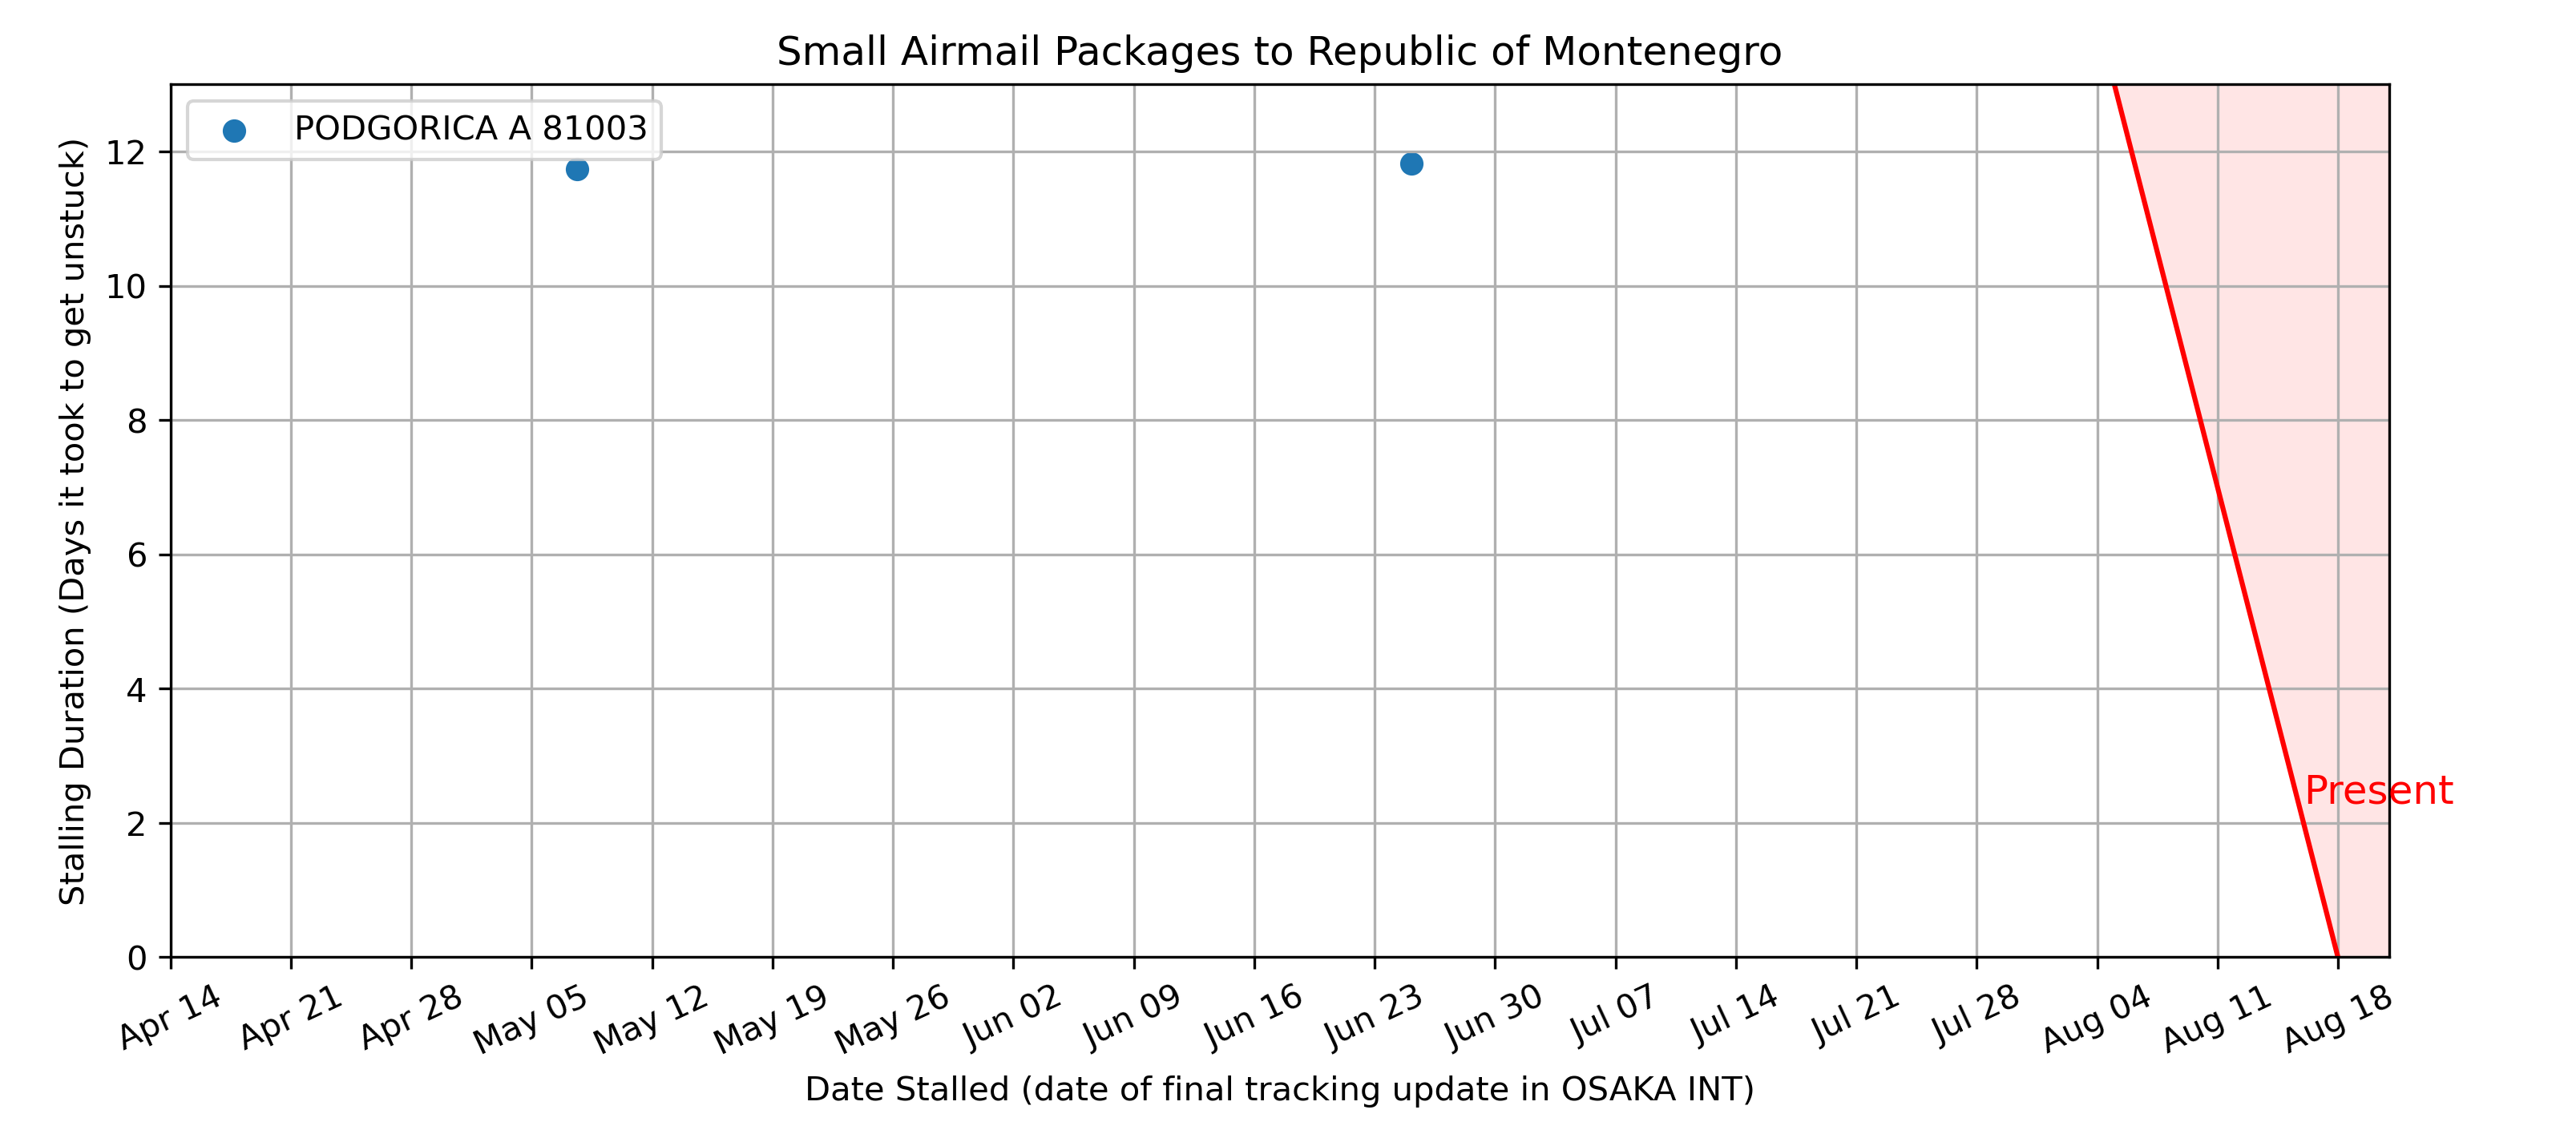 Small Airmail Packages to Republic of Montenegro
PODGORICA A 81003
Stalling Duration (Days it took to get unstuck)
12
10
8
6
4
2
0
Present
Apr 14
Apr 21
Apr 28
May 05
May 12
May 19
May 26
Jun 02
Jun 09
Jun 16
Jun 23
Jun 30
Jul 07
Jul 14
Jul 21
Jul 28
Aug 04
Aug 11
Aug 18
Date Stalled (date of final tracking update in OSAKA INT)